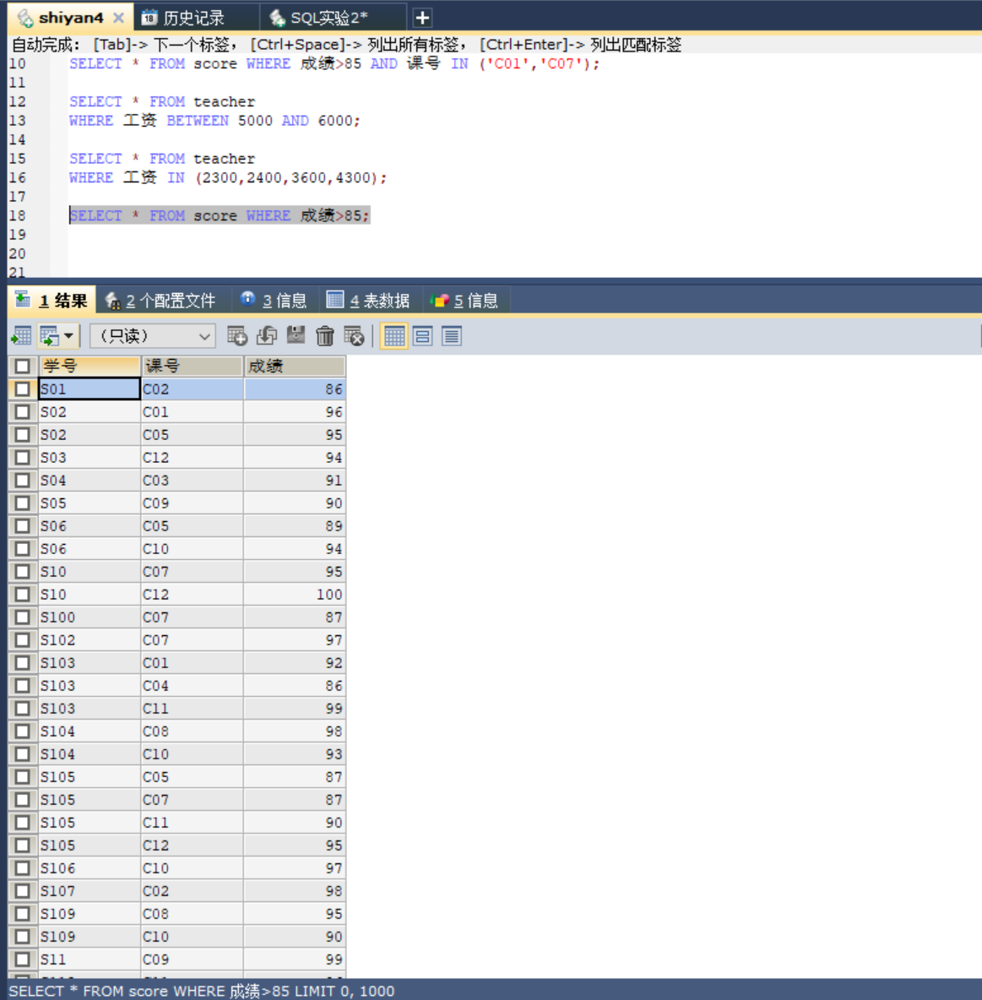 shiyan4 历史记录 SQL实验2*
自动完成： [Tab]-> 下一个标签， [Ctrl+Space]-> 列出所有标签， [Ctrl+Enter]-> 列出匹配标签
10 SELECT * FROM score WHERE 成绩>85 AND 课号 IN ('C01','C07');
11
12 SELECT * FROM teacher
13 WHERE 工资 BETWEEN 5000 AND 6000;
14
15 SELECT * FROM teacher
16 WHERE 工资 IN (2300,2400,3600,4300);
17
18 SELECT * FROM score WHERE 成绩>85;
19
20
21
1 结果 2 个配置文件 3 信息 4 表数据 5 信息
（只读）
学号 课号 成绩
S01 C02 86
S02 C01 96
S02 C05 95
S03 C12 94
S04 C03 91
S05 C09 90
S06 C05 89
S06 C10 94
S10 C07 95
S10 C12 100
S100 C07 87
S102 C07 97
S103 C01 92
S103 C04 86
S103 C11 99
S104 C08 98
S104 C10 93
S105 C05 87
S105 C07 87
S105 C11 90
S105 C12 95
S106 C10 97
S107 C02 98
S109 C08 95
S109 C10 90
S11 C09 99
SELECT * FROM score WHERE 成绩>85 LIMIT 0, 1000